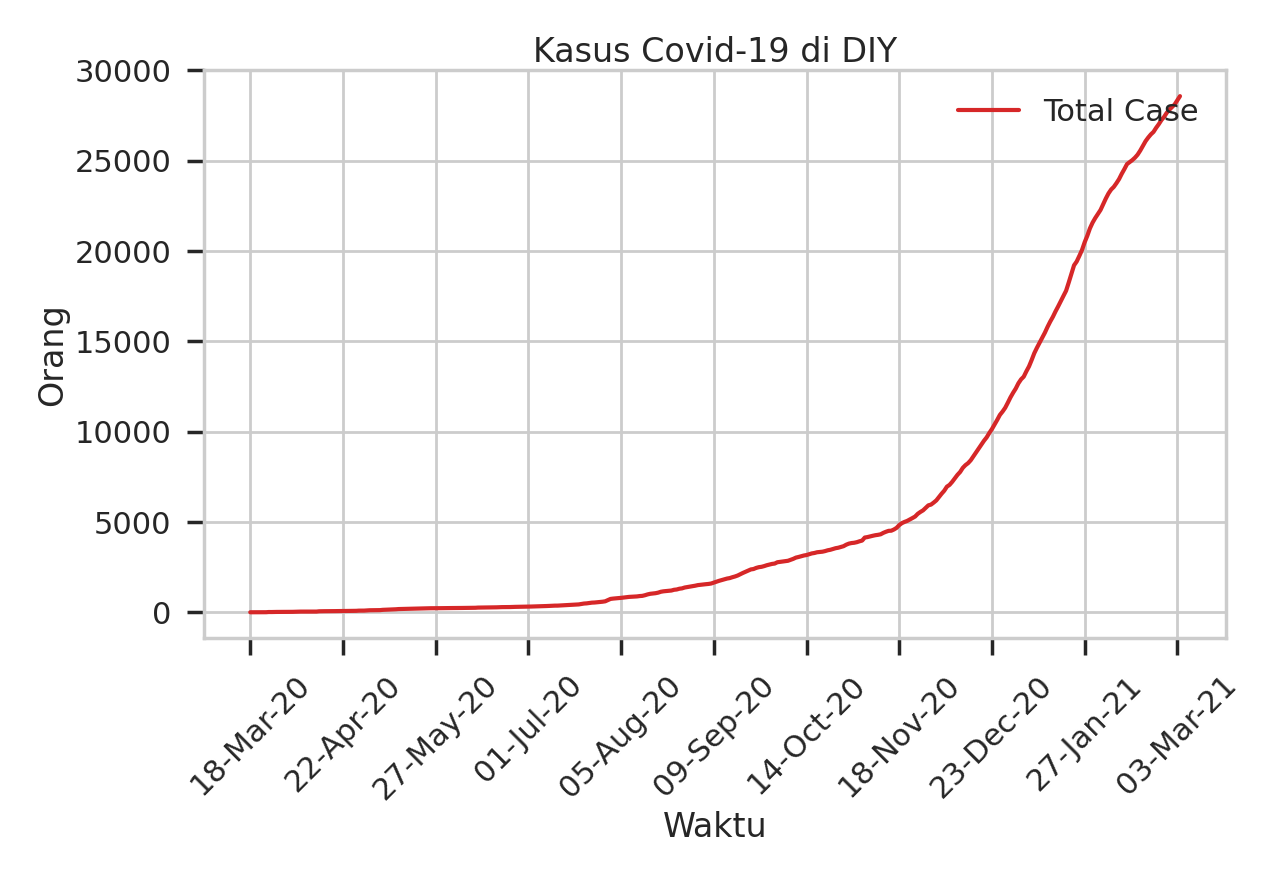 Kasus Covid-19 di DIY
30000
25000
20000
15000
10000
5000
0
Orang
Total Case
18-Mar-20
22-Apr-20
27-May-20
01-Jul-20
05-Aug-20
09-Sep-20
14-Oct-20
18-Nov-20
23-Dec-20
27-Jan-21
03-Mar-21
Waktu